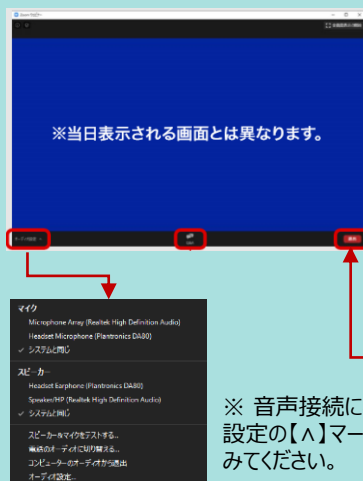 ※当日表示される画面とは異なります。
マイク
Microphone Array (Realtek High Definition Audio)
Headset Microphone (Plantronics DA80)
✓ システムと同じ
スピーカー
Headset Earphone (Plantronics DA80)
Speaker/HP (Realtek High Definition Audio)
✓ システムと同じ
スピーカー&マイクをテストする...
電話のオーディオに切り替える...
コンピューターのオーディオから退出
オーディオ設定...
※ 音声接続に
設定の【∧】マー
みてください。